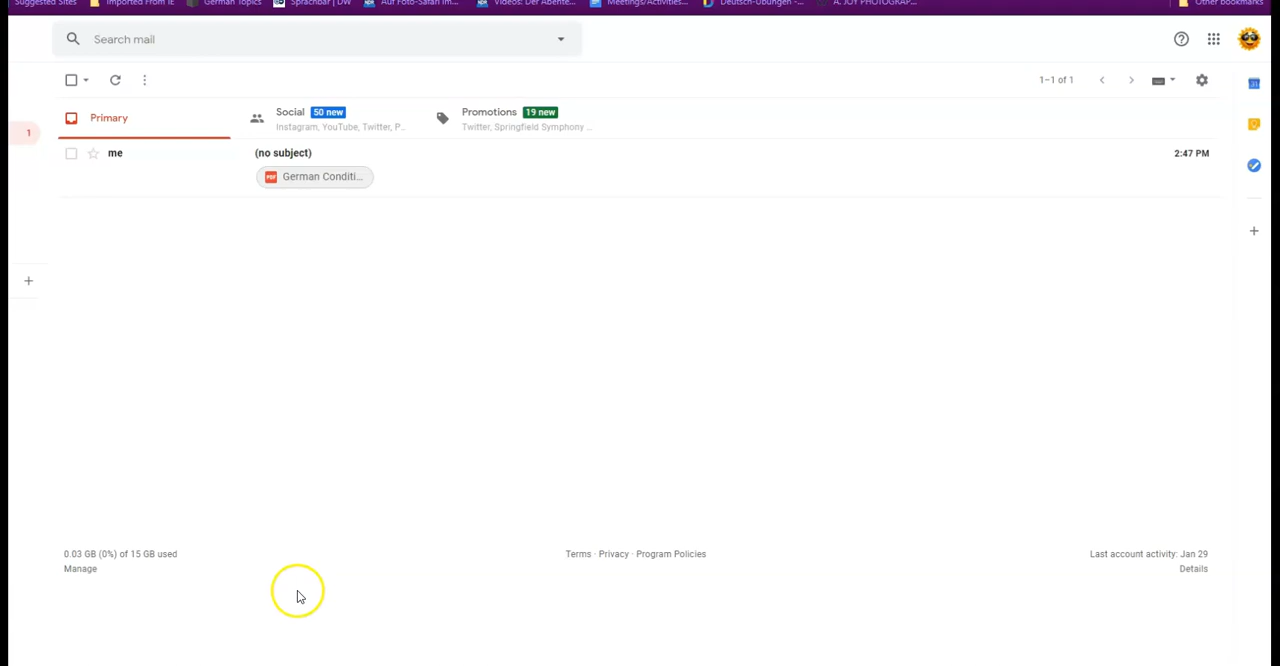 Suggested Sites Imported From IE German Topics Sprachbar | DW Auf Foto-Safari im... Videos: Der Abente... Meetings/Activities... Deutsch-Übungen -... A. JOY PHOTOGRAP... Other bookmarks
Search mail
1–1 of 1
Primary
Social 50 new
Instagram, YouTube, Twitter, P...
Promotions 19 new
Twitter, Springfield Symphony ...
1
me (no subject) 2:47 PM
PDF German Conditi...
0.03 GB (0%) of 15 GB used
Manage
Terms · Privacy · Program Policies
Last account activity: Jan 29
Details